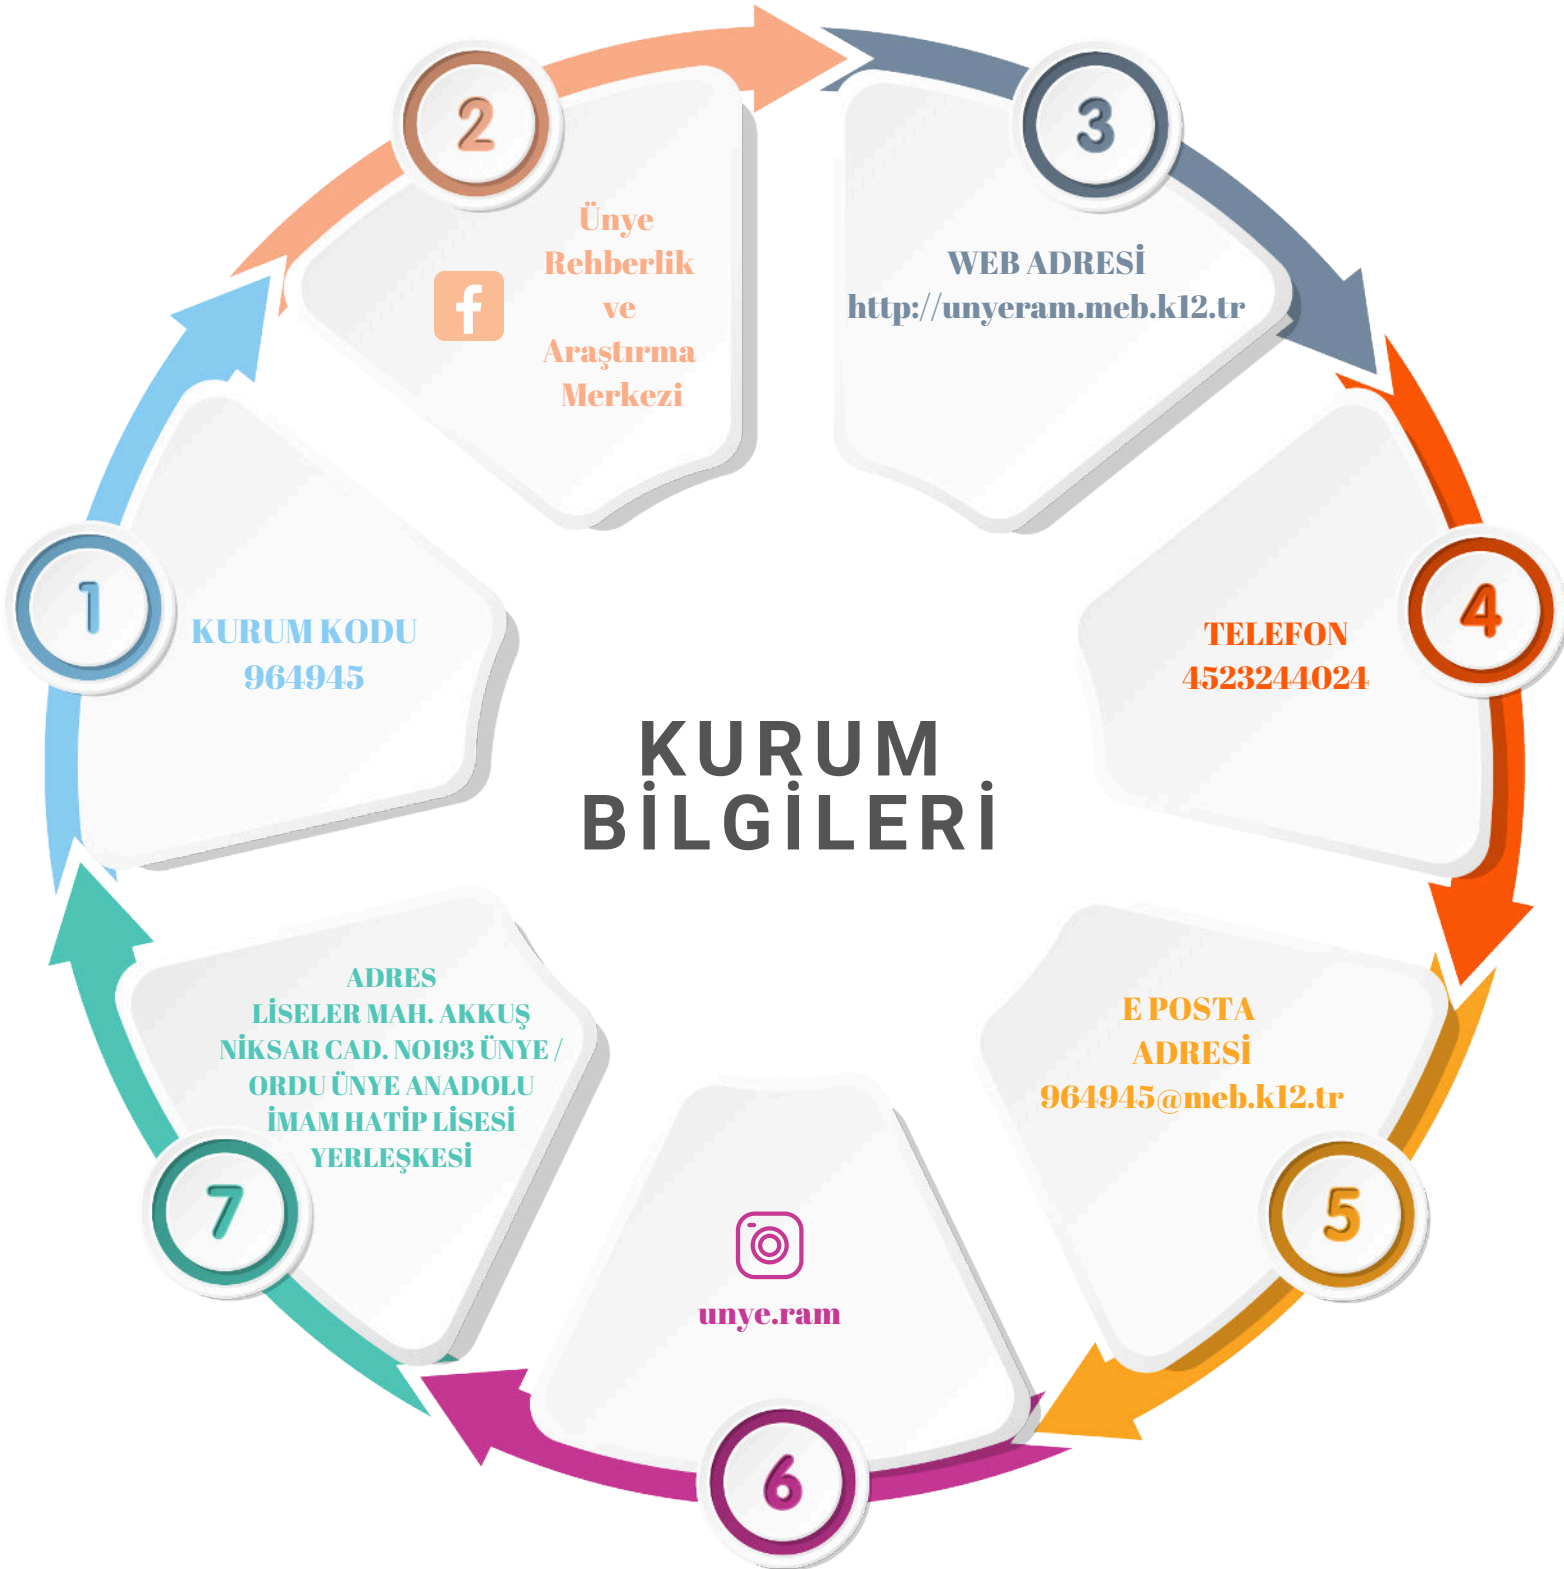 KURUM
BİLGİLERİ
1
KURUM KODU
964945
2
Ünye
Rehberlik
ve
Araştırma
Merkezi
3
WEB ADRESİ
http://unyeram.meb.k12.tr
4
TELEFON
4523244024
5
E POSTA
ADRESİ
964945@meb.k12.tr
6
unye.ram
7
ADRES
LİSELER MAH. AKKUŞ
NİKSAR CAD. NO193 ÜNYE /
ORDU ÜNYE ANADOLU
İMAM HATİP LİSESİ
YERLEŞKESİ